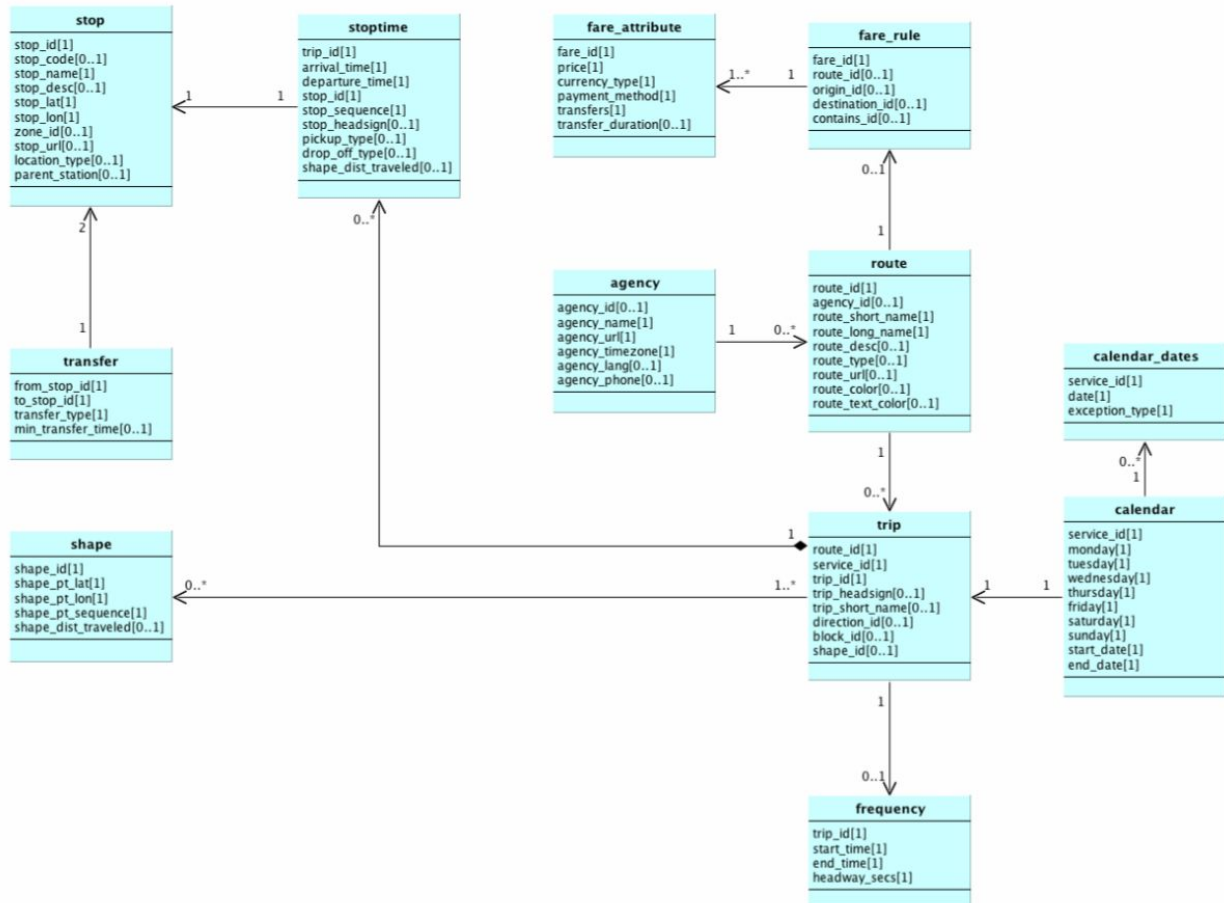 stop
stop_id[1]
stop_code[0..1]
stop_name[1]
stop_desc[0..1]
stop_lat[1]
stop_lon[1]
zone_id[0..1]
stop_url[0..1]
location_type[0..1]
parent_station[0..1]
stoptime
trip_id[1]
arrival_time[1]
departure_time[1]
stop_id[1]
stop_sequence[1]
stop_headsign[0..1]
pickup_type[0..1]
drop_off_type[0..1]
shape_dist_traveled[0..1]
fare_attribute
fare_id[1]
price[1]
currency_type[1]
payment_method[1]
transfers[1]
transfer_duration[0..1]
fare_rule
fare_id[1]
route_id[0..1]
origin_id[0..1]
destination_id[0..1]
contains_id[0..1]
1
1
1..*
1
0..1
1
2
1
0..*
transfer
from_stop_id[1]
to_stop_id[1]
transfer_type[1]
min_transfer_time[0..1]
agency
agency_id[0..1]
agency_name[1]
agency_url[1]
agency_timezone[1]
agency_lang[0..1]
agency_phone[0..1]
1
0..*
route
route_id[1]
agency_id[0..1]
route_short_name[1]
route_long_name[1]
route_desc[0..1]
route_type[0..1]
route_url[0..1]
route_color[0..1]
route_text_color[0..1]
calendar_dates
service_id[1]
date[1]
exception_type[1]
1
0..*
0..*
1
shape
shape_id[1]
shape_pt_lat[1]
shape_pt_lon[1]
shape_pt_sequence[1]
shape_dist_traveled[0..1]
1
0..*
1..*
trip
route_id[1]
service_id[1]
trip_id[1]
trip_headsign[0..1]
trip_short_name[0..1]
direction_id[0..1]
block_id[0..1]
shape_id[0..1]
1
1
calendar
service_id[1]
monday[1]
tuesday[1]
wednesday[1]
thursday[1]
friday[1]
saturday[1]
sunday[1]
start_date[1]
end_date[1]
1
0..1
frequency
trip_id[1]
start_time[1]
end_time[1]
headway_secs[1]